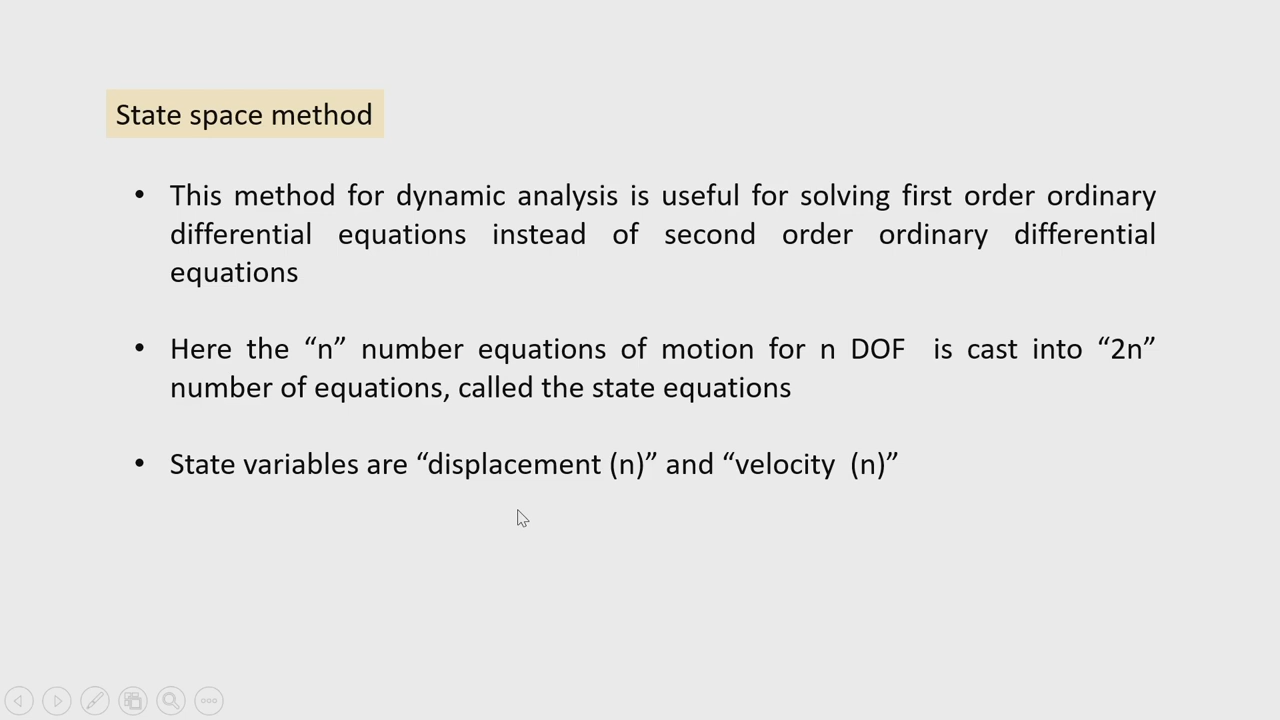 State space method
• This method for dynamic analysis is useful for solving first order ordinary
differential equations instead of second order ordinary differential
equations
• Here the “n” number equations of motion for n DOF is cast into “2n”
number of equations, called the state equations
• State variables are “displacement (n)” and “velocity (n)”